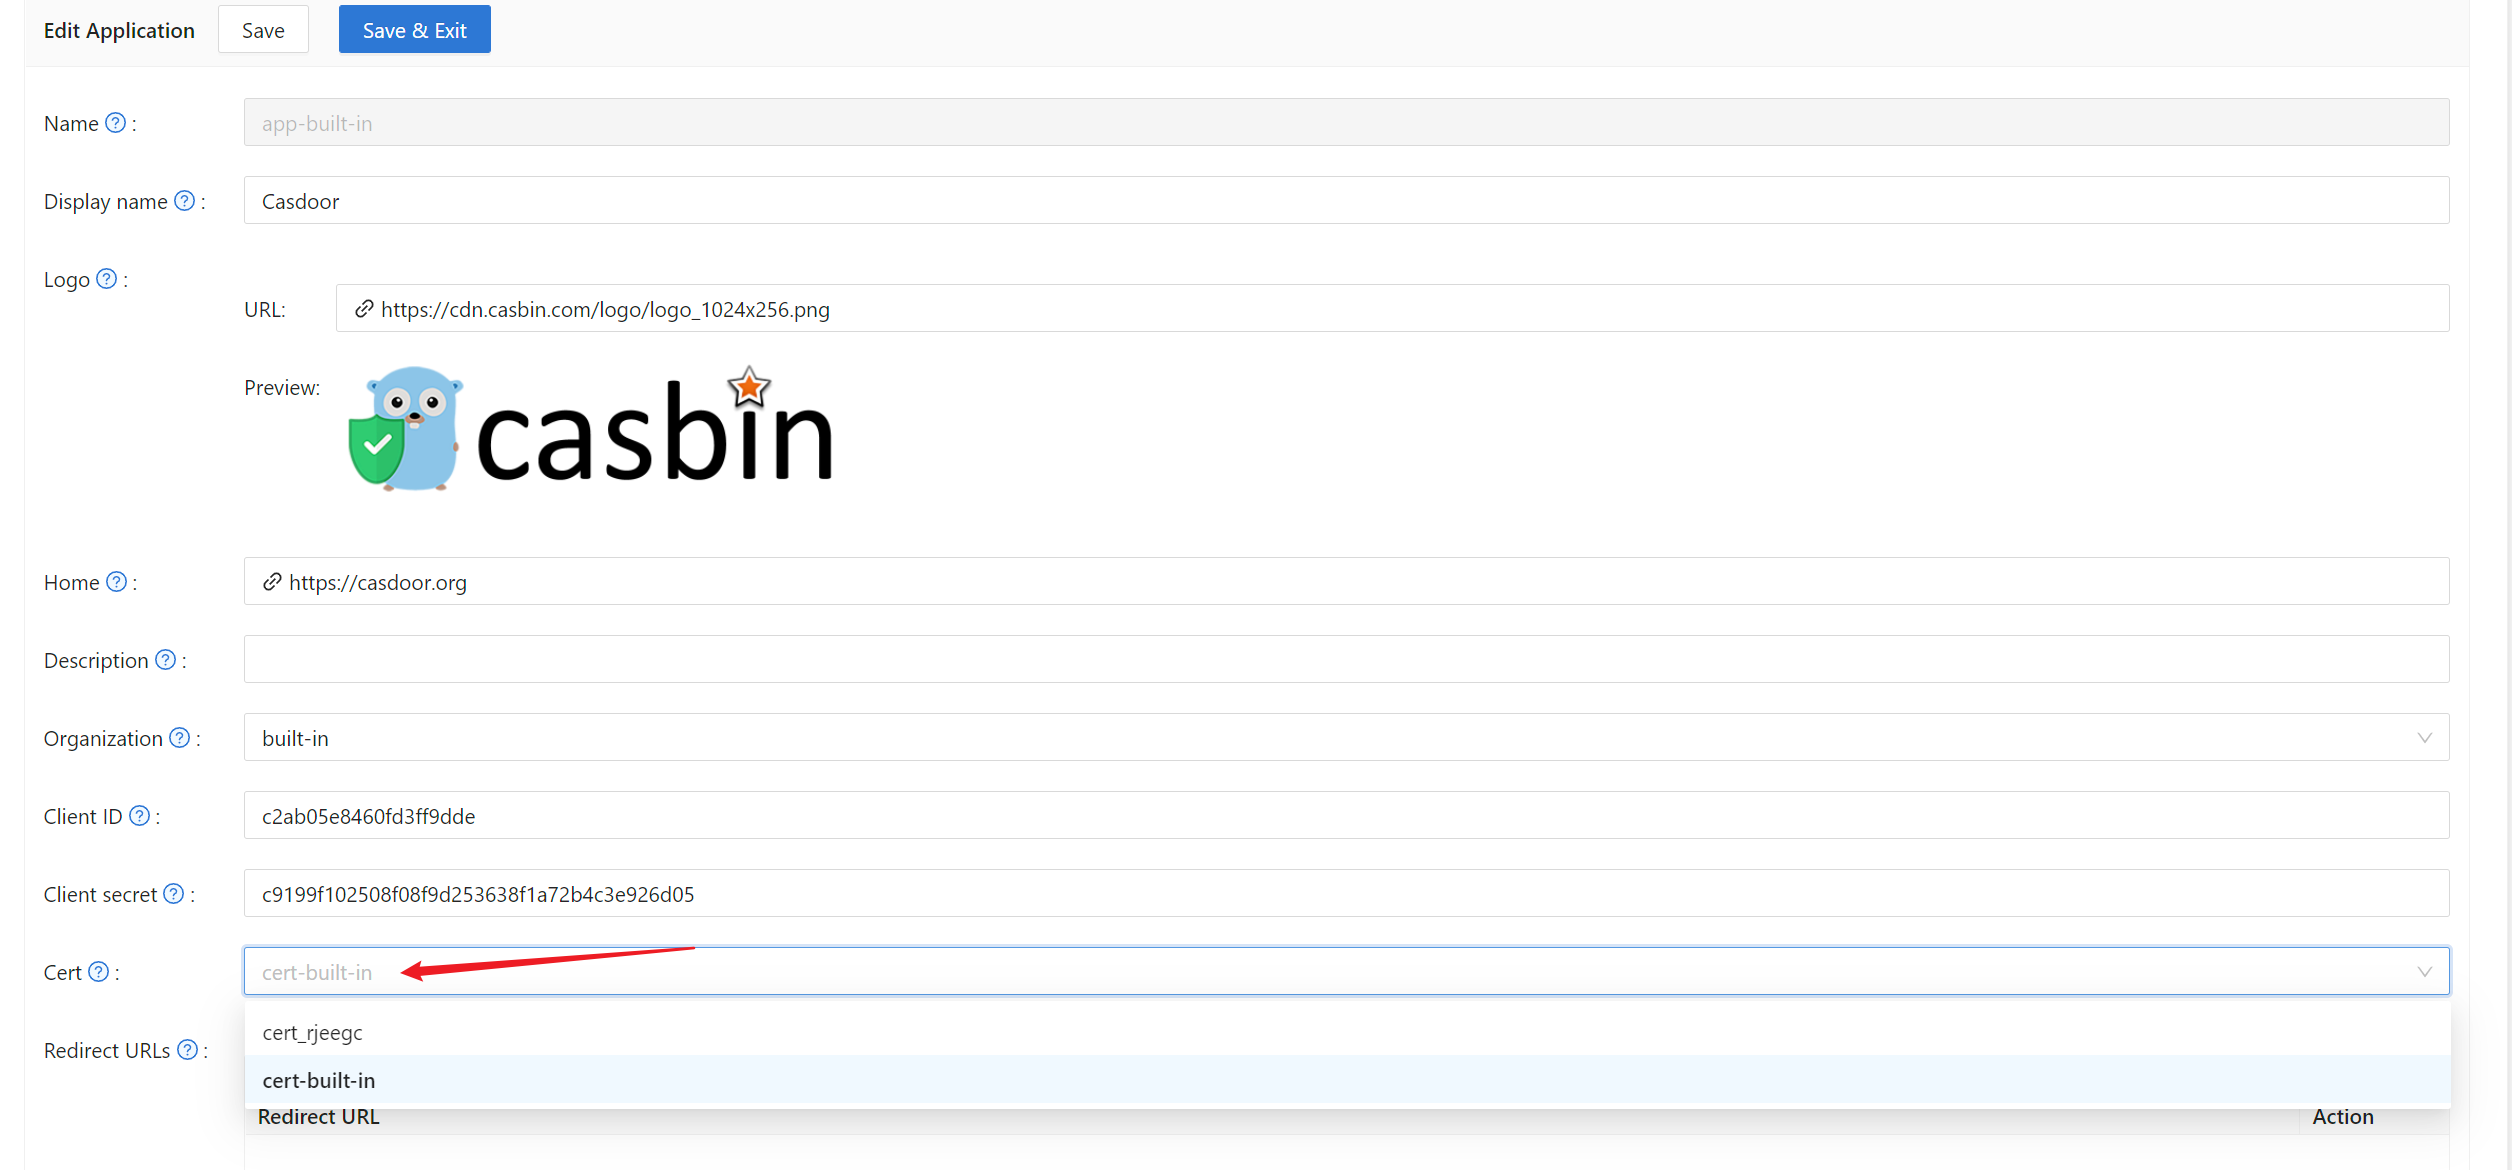 Edit Application Save Save & Exit
Name ? : app-built-in
Display name ? : Casdoor
Logo ? :
URL: https://cdn.casbin.com/logo/logo_1024x256.png
Preview: casbin
Home ? : https://casdoor.org
Description ? :
Organization ? : built-in
Client ID ? : c2ab05e8460fd3ff9dde
Client secret ? : c9199f102508f08f9d253638f1a72b4c3e926d05
Cert ? : cert-built-in
cert_rjeegc
Redirect URLs ? :
cert-built-in
Redirect URL Action